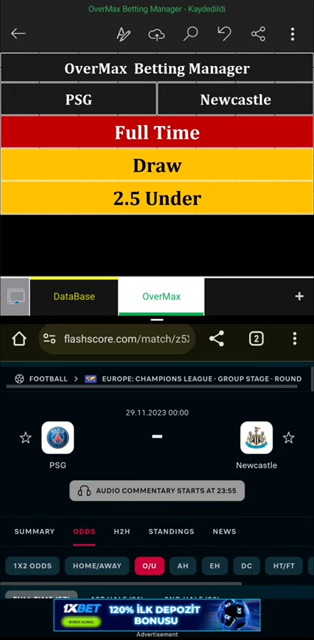 OverMax Betting Manager - Kaydedildi
OverMax Betting Manager
PSG Newcastle
Full Time
Draw
2.5 Under
DataBase OverMax +
flashscore.com/match/z5 2
FOOTBALL > EUROPE: CHAMPIONS LEAGUE - GROUP STAGE - ROUND
29.11.2023 00:00
-
PSG Newcastle
AUDIO COMMENTARY STARTS AT 23:55
SUMMARY ODDS H2H STANDINGS NEWS
1X2 ODDS HOME/AWAY O/U AH EH DC HT/FT
1XBET 120% İLK DEPOZİT BONUSU
Advertisement